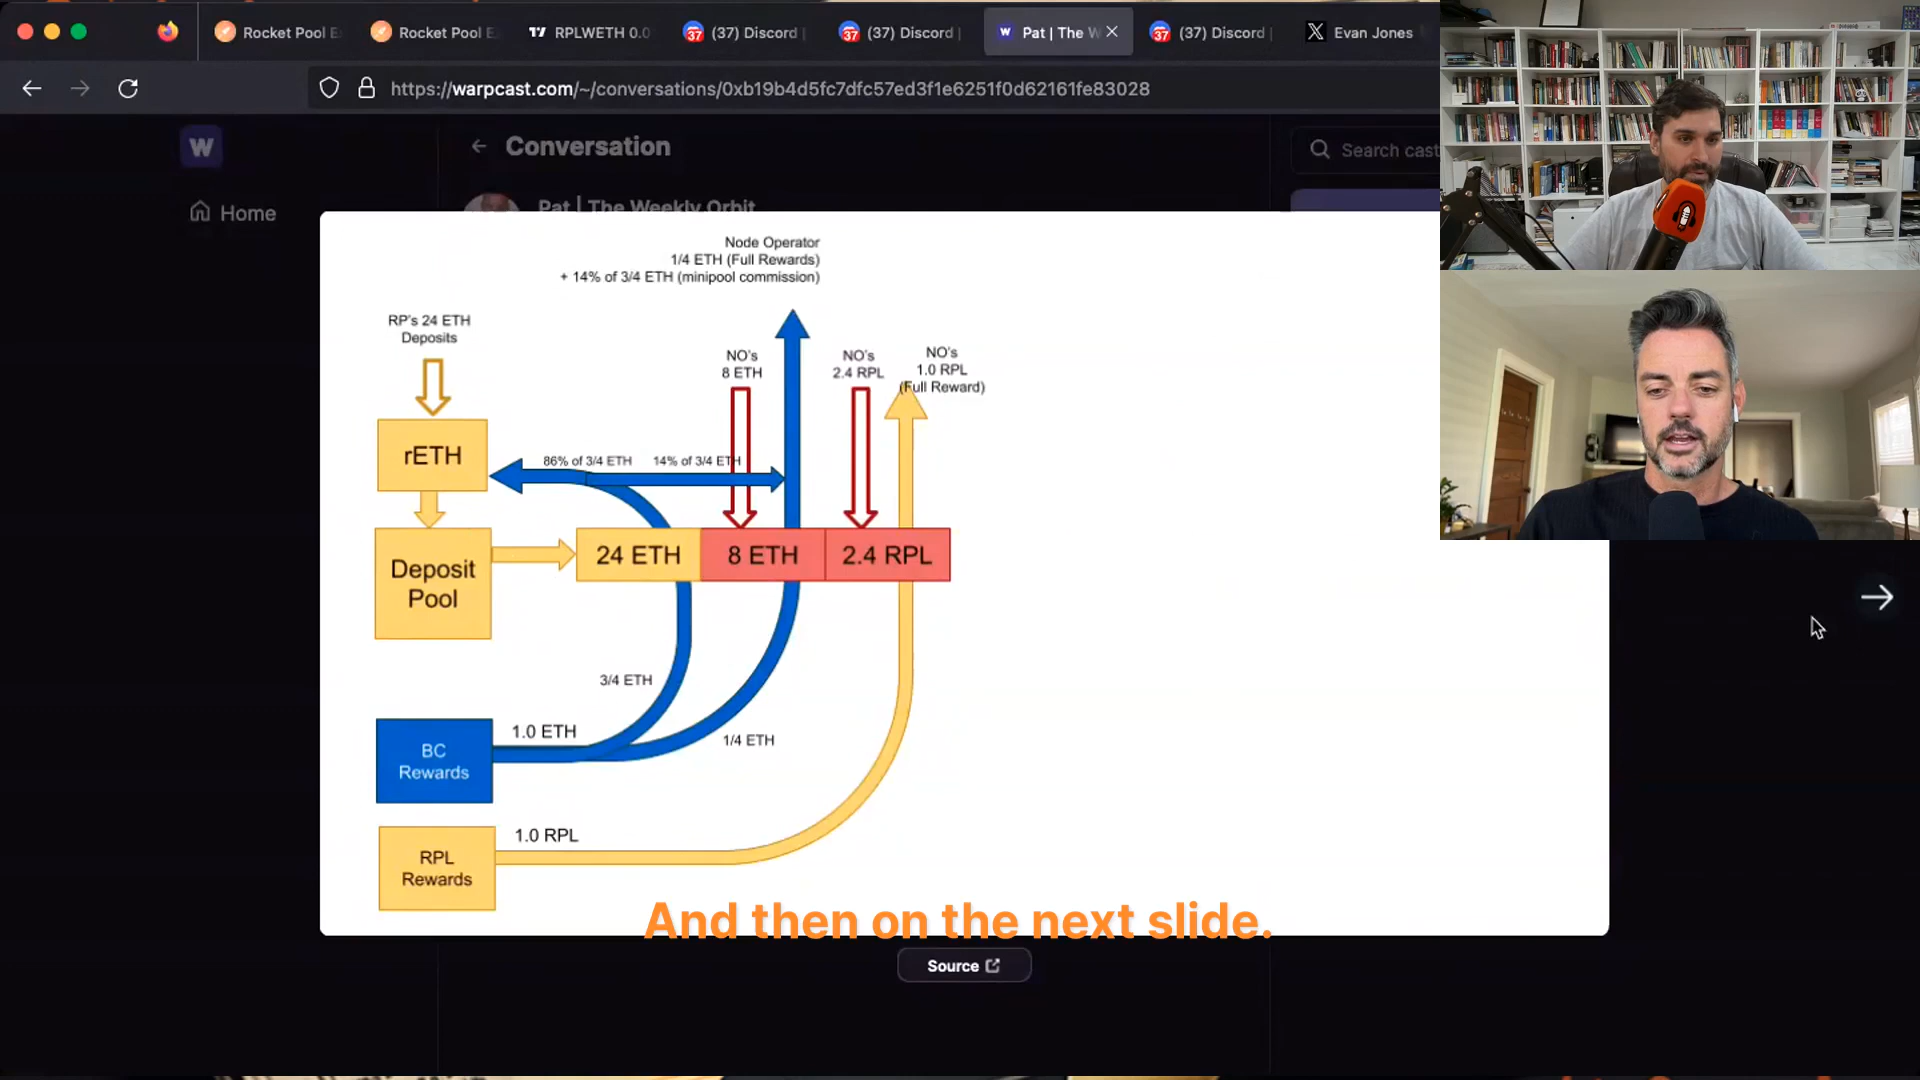 Rocket Pool E
Rocket Pool E
RPLWETH 0.0
37
(37) Discord |
37
(37) Discord |
W
Pat | The W
37
(37) Discord |
Evan Jones
https://warpcast.com/~/conversations/0xb19b4d5fc7dfc57ed3f1e6251f0d62161fe83028
W
Conversation
Search cast
Home
Pat | The Weekly Orbit
Node Operator
1/4 ETH (Full Rewards)
+ 14% of 3/4 ETH (minipool commission)
RP's 24 ETH
Deposits
NO's
8 ETH
NO's
2.4 RPL
NO's
1.0 RPL
(Full Reward)
rETH
86% of 3/4 ETH
14% of 3/4 ETH
Deposit
Pool
24 ETH
8 ETH
2.4 RPL
3/4 ETH
1.0 ETH
1/4 ETH
BC
Rewards
1.0 RPL
RPL
Rewards
And then on the next slide.
Source